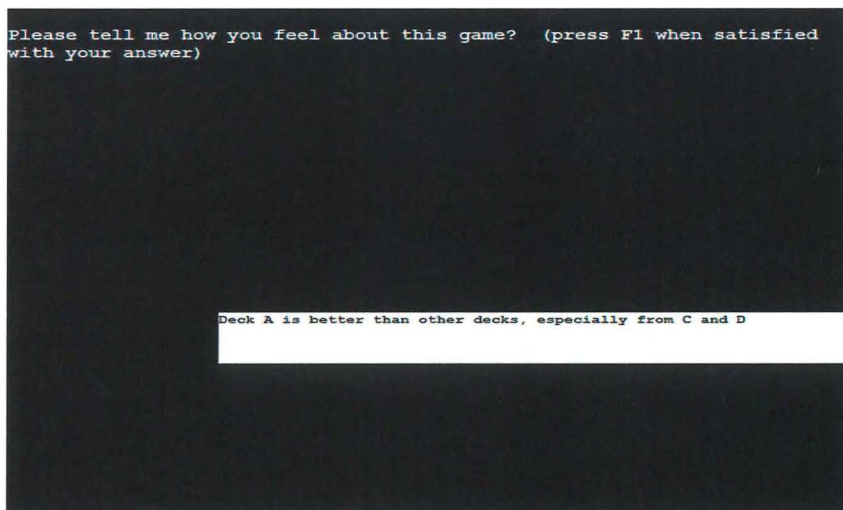 Please tell me how you feel about this game?  (press F1 when satisfied
with your answer)
Deck A is better than other decks, especially from C and D